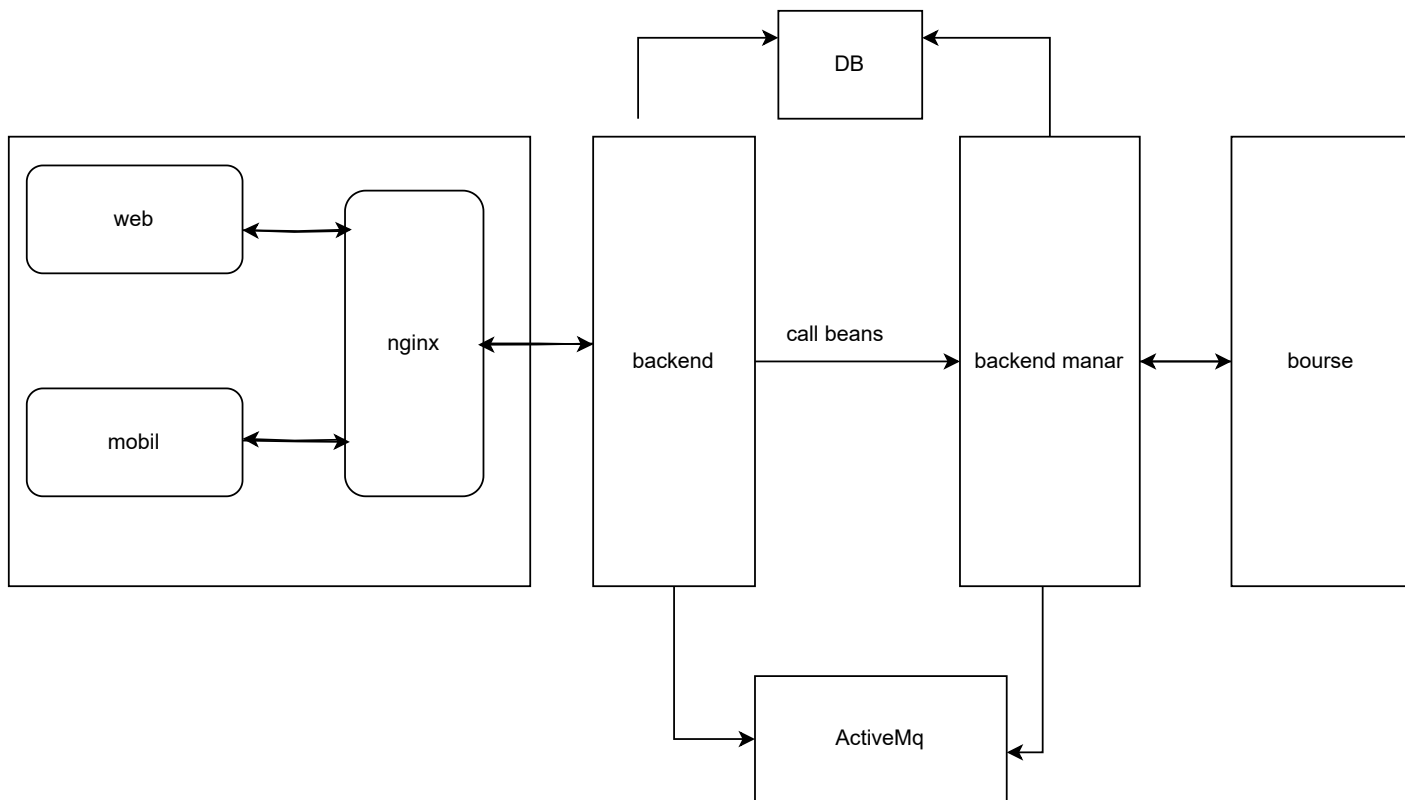 DB
web
nginx
mobil
backend
call beans
backend manar
bourse
ActiveMq